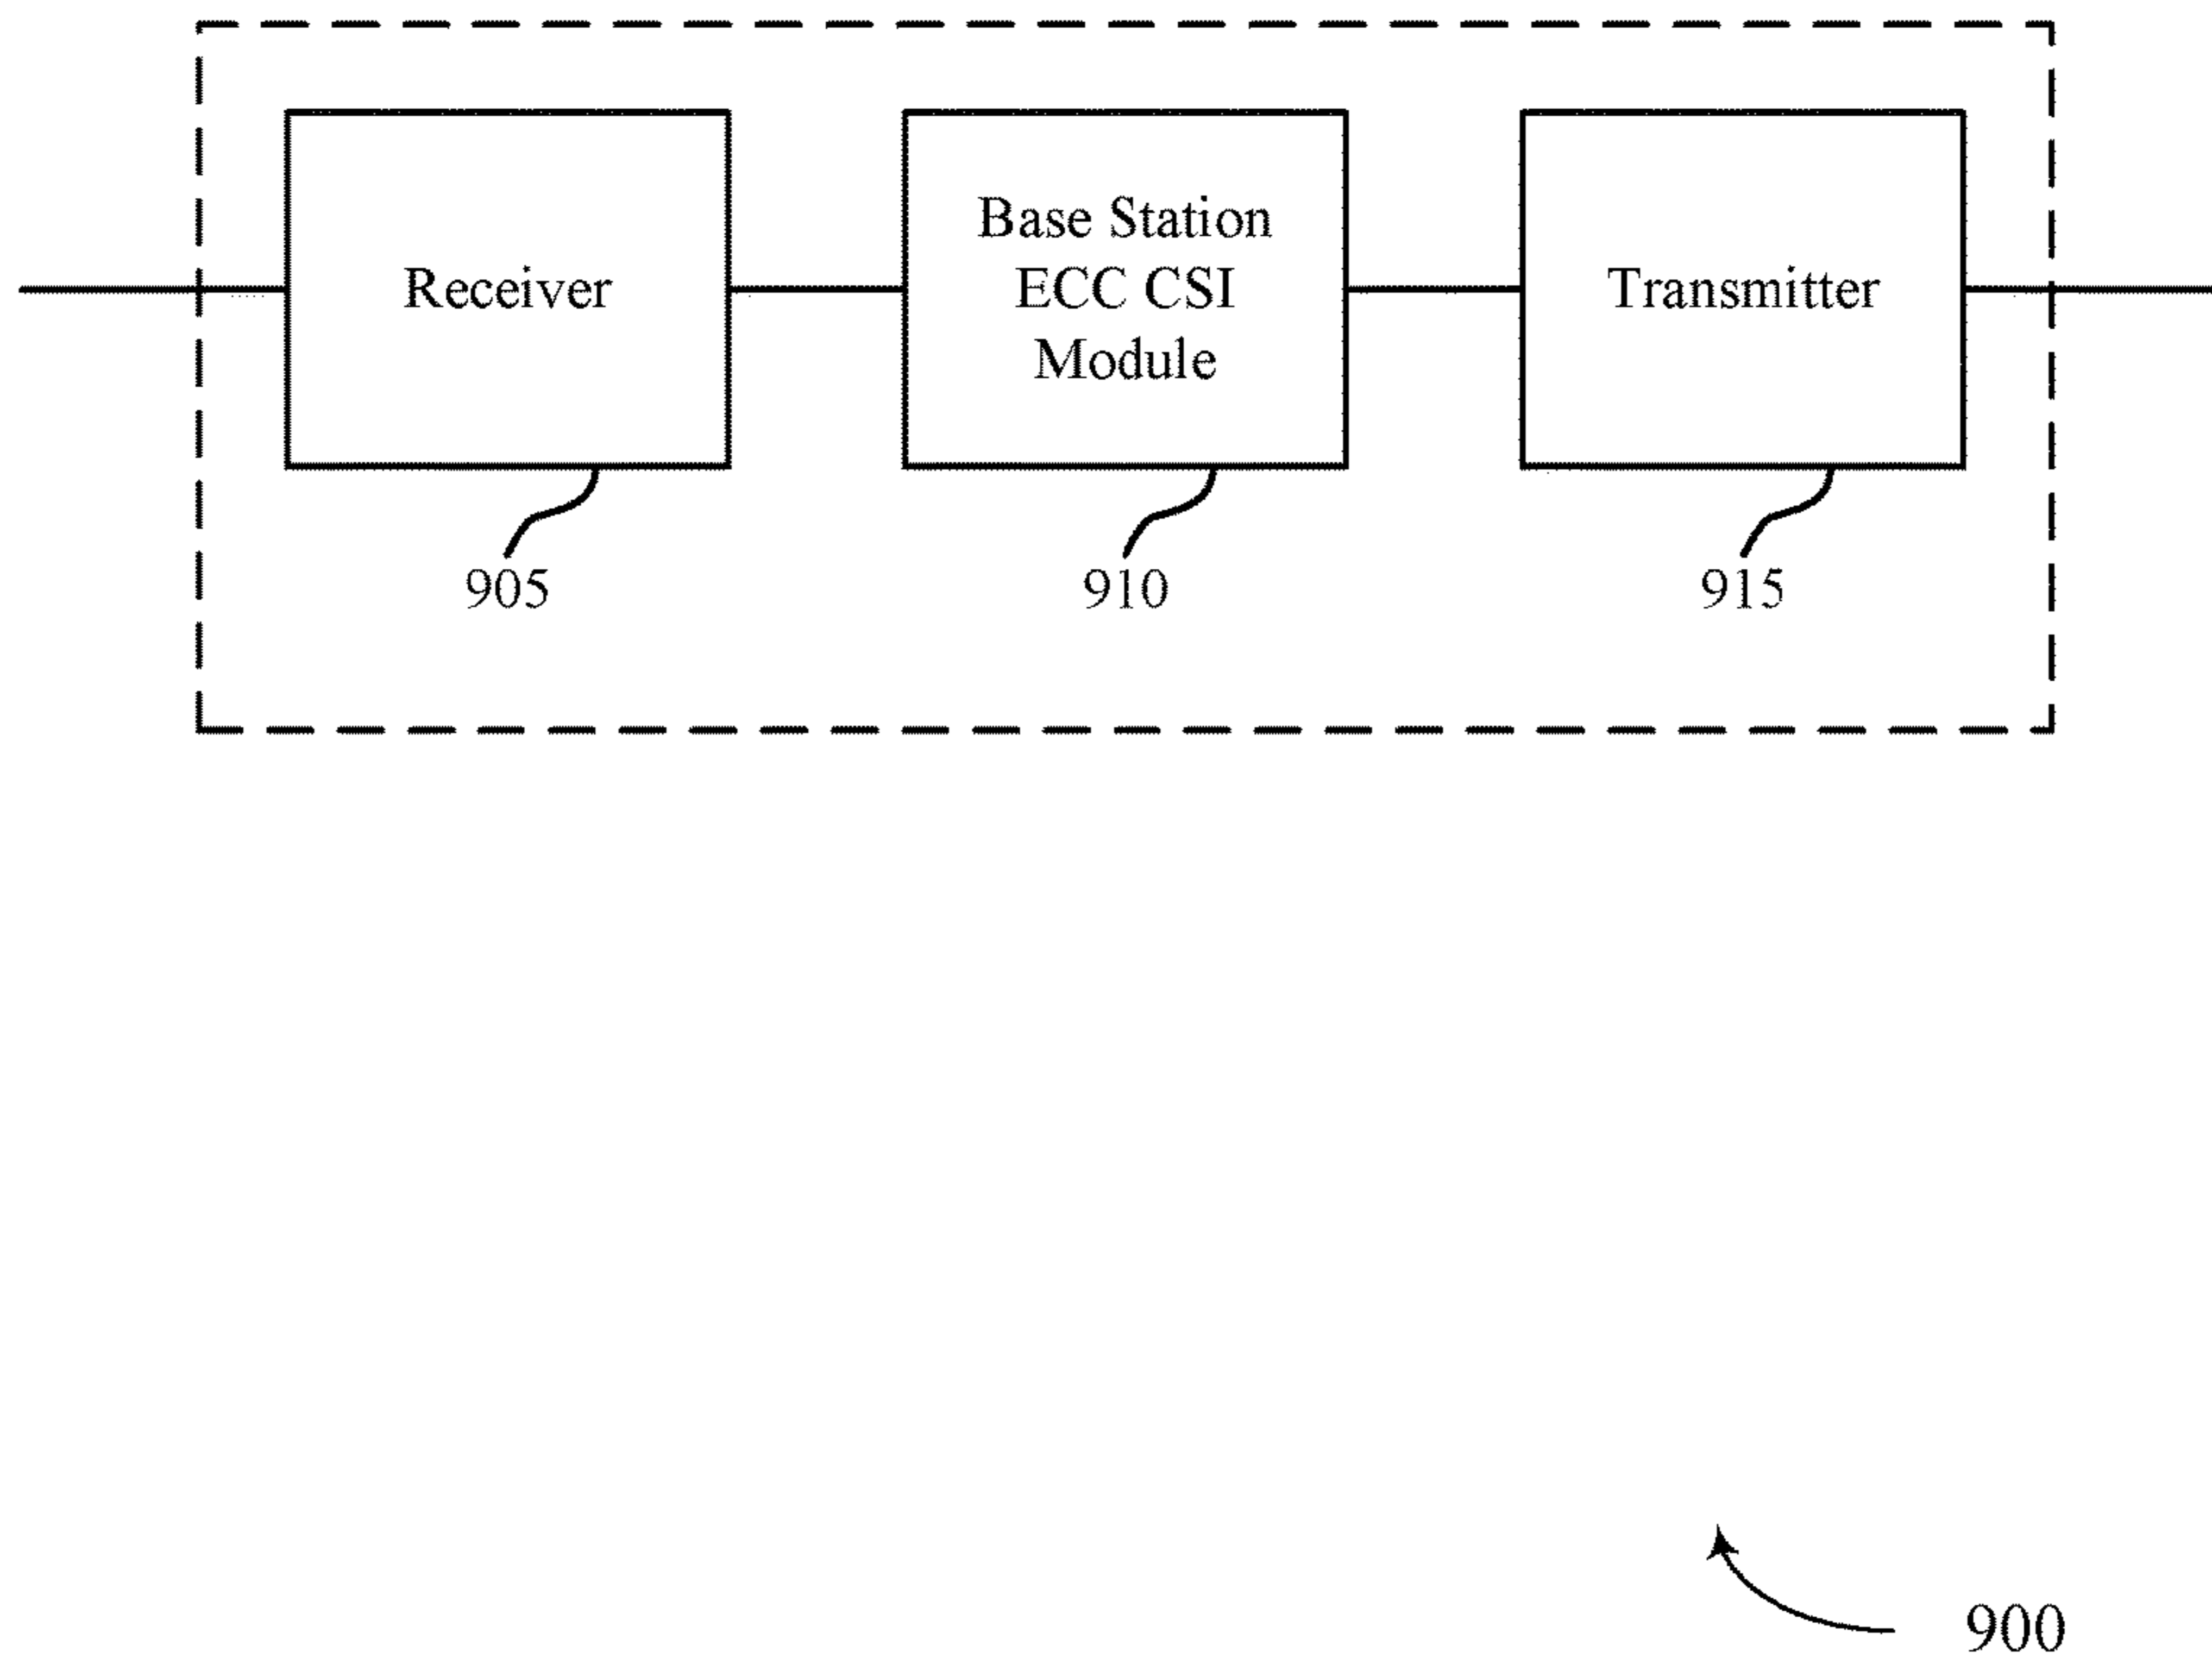 Receiver
Base Station
ECC CSI
Module
Transmitter
905
910
915
900